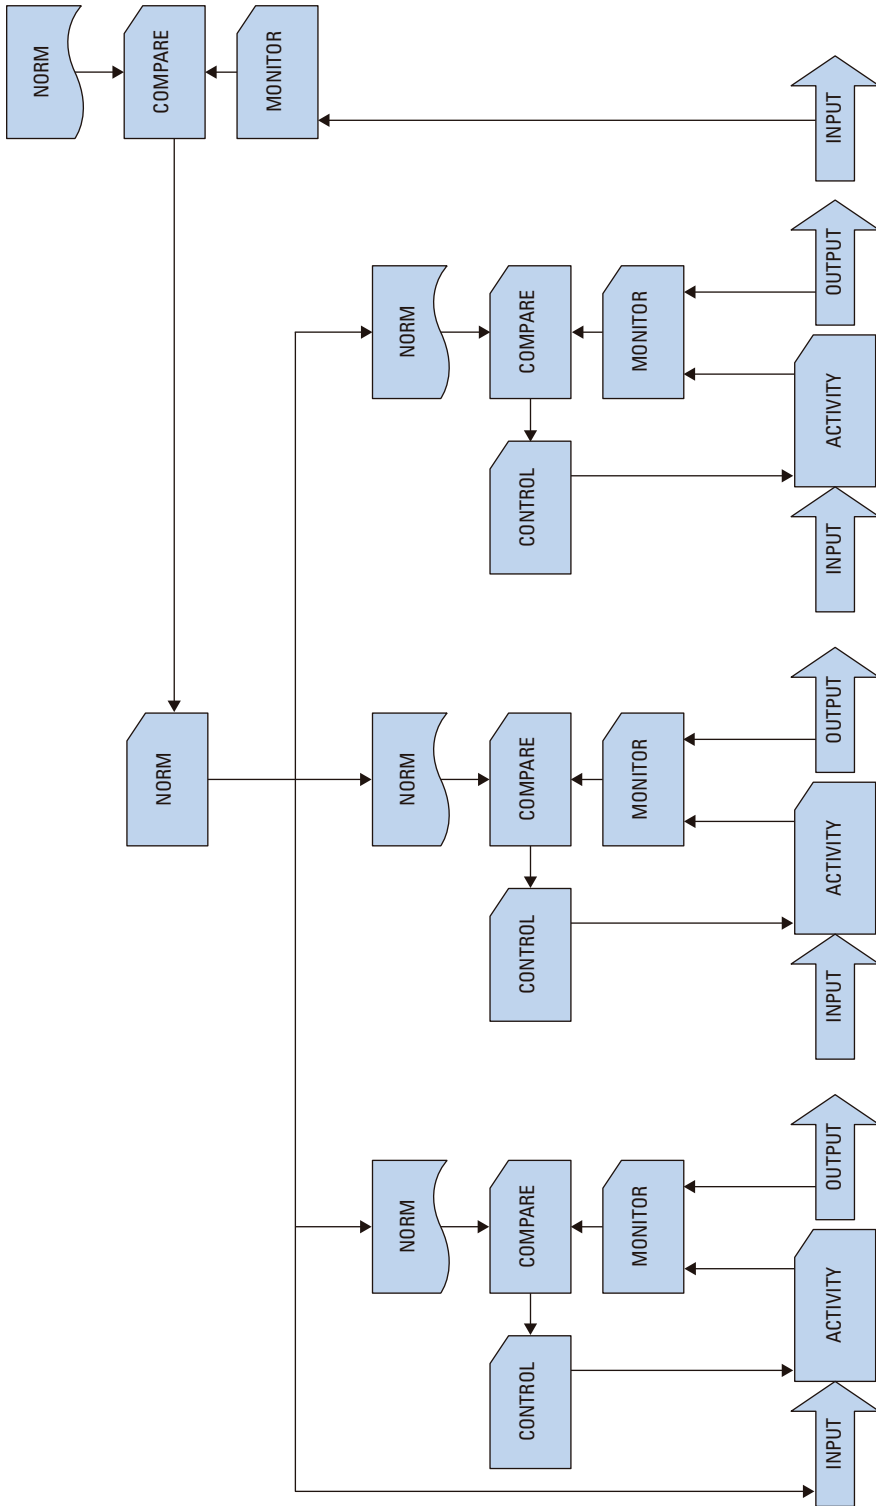 NORM
NORM
COMPARE
MONITOR
NORM
NORM
NORM
CONTROL
COMPARE
CONTROL
COMPARE
CONTROL
COMPARE
MONITOR
MONITOR
MONITOR
INPUT
ACTIVITY
OUTPUT
INPUT
ACTIVITY
OUTPUT
INPUT
ACTIVITY
OUTPUT
INPUT